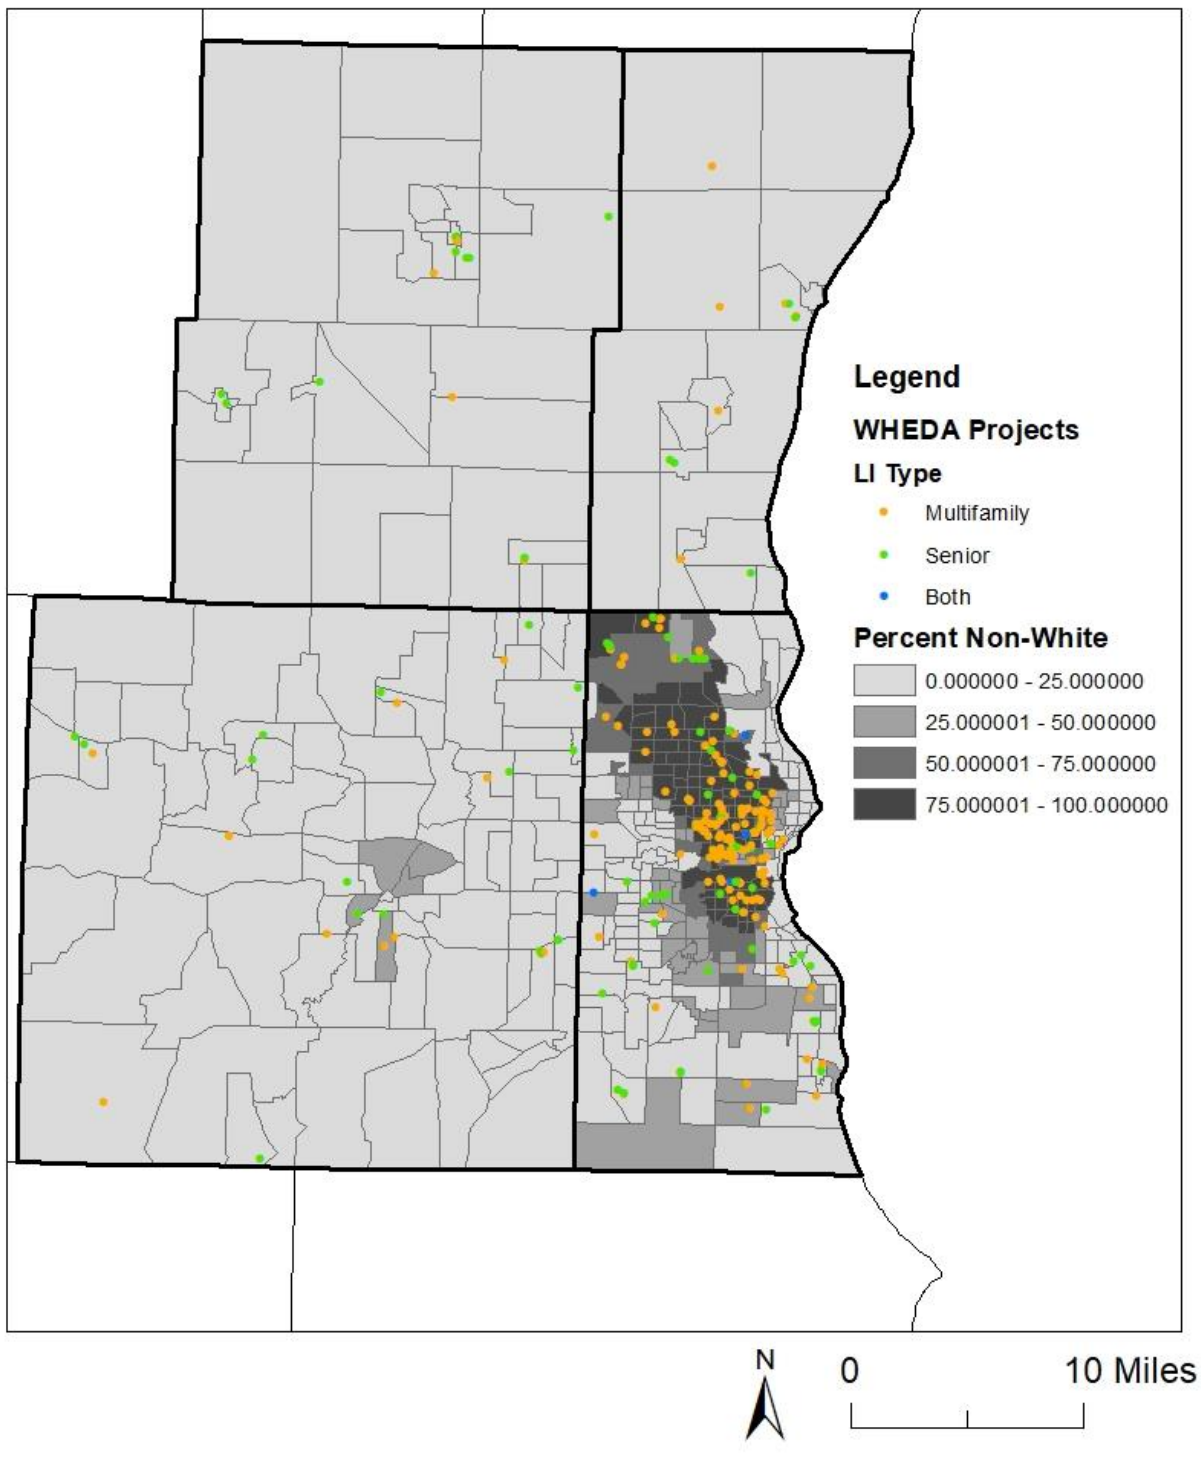 Legend
WHEDA Projects
LI Type
Multifamily
Senior
Both
Percent Non-White
0.000000 - 25.000000
25.000001 - 50.000000
50.000001 - 75.000000
75.000001 - 100.000000
N
0 10 Miles